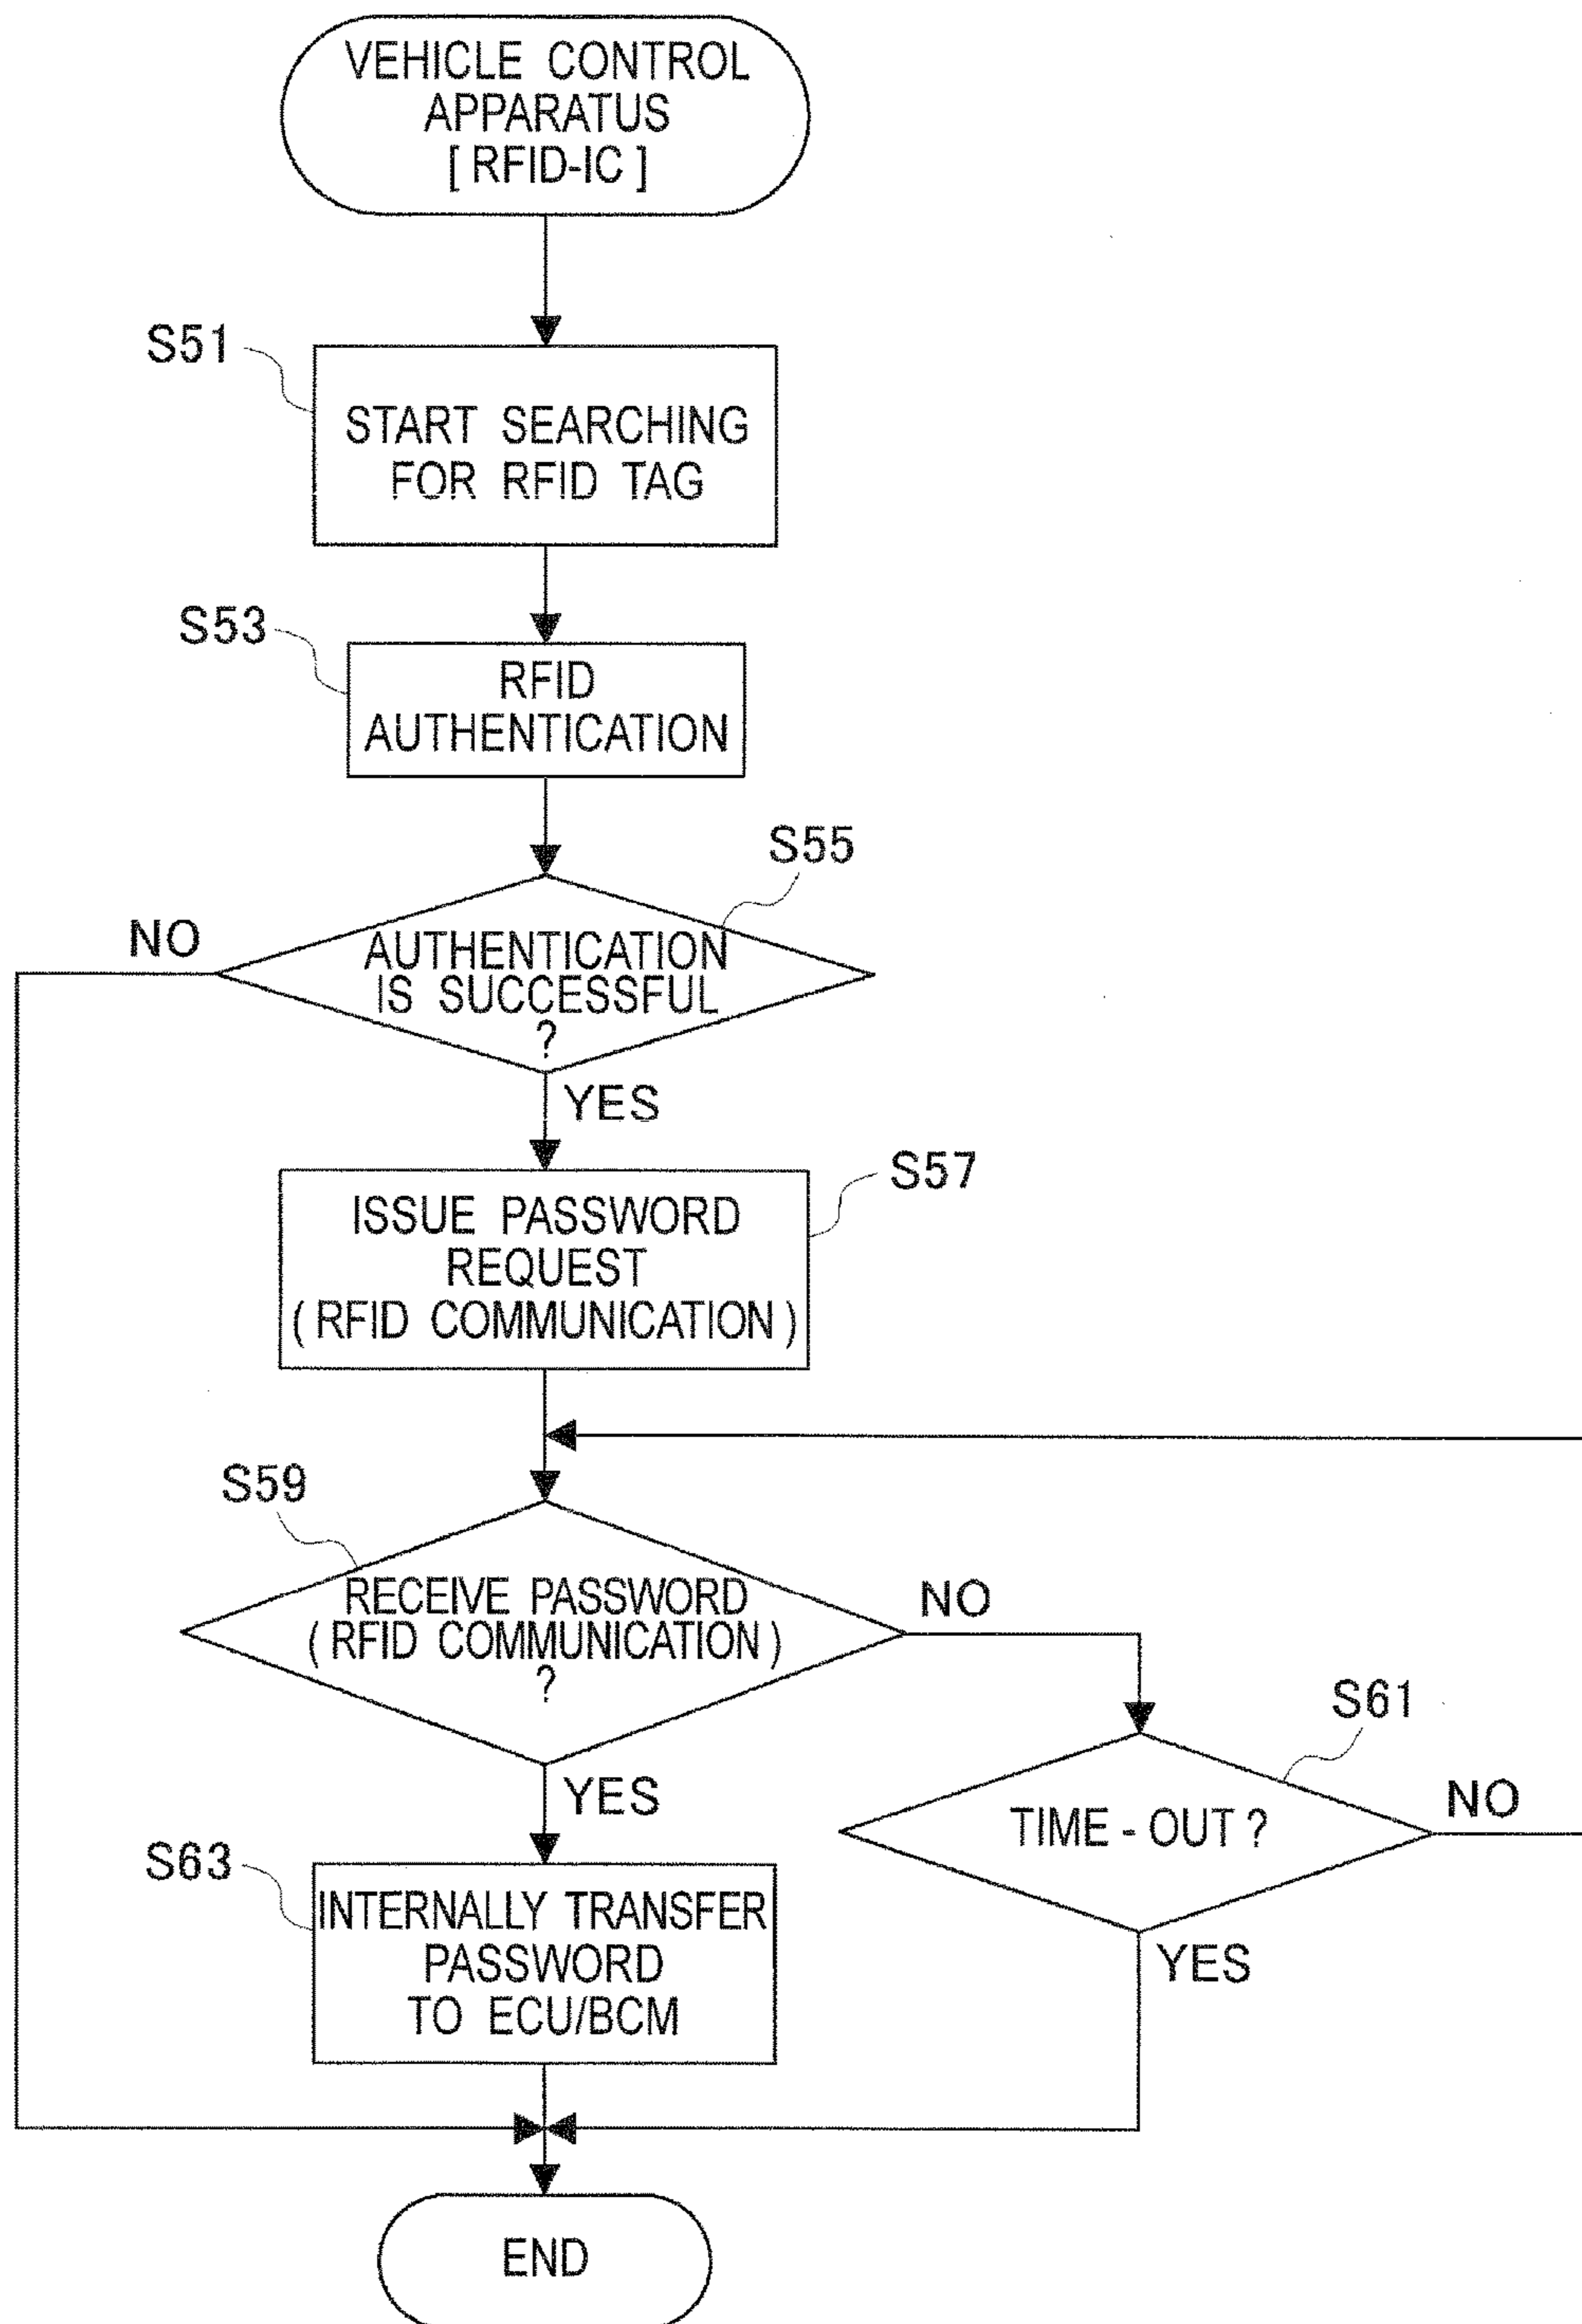 VEHICLE CONTROL
APPARATUS
[ RFID-IC ]
S51
START SEARCHING
FOR RFID TAG
S53
RFID
AUTHENTICATION
S55
NO
AUTHENTICATION
IS SUCCESSFUL
?
YES
S57
ISSUE PASSWORD
REQUEST
( RFID COMMUNICATION )
S59
RECEIVE PASSWORD
( RFID COMMUNICATION )
?
NO
S61
TIME - OUT ?
NO
YES
YES
S63
INTERNALLY TRANSFER
PASSWORD
TO ECU/BCM
END